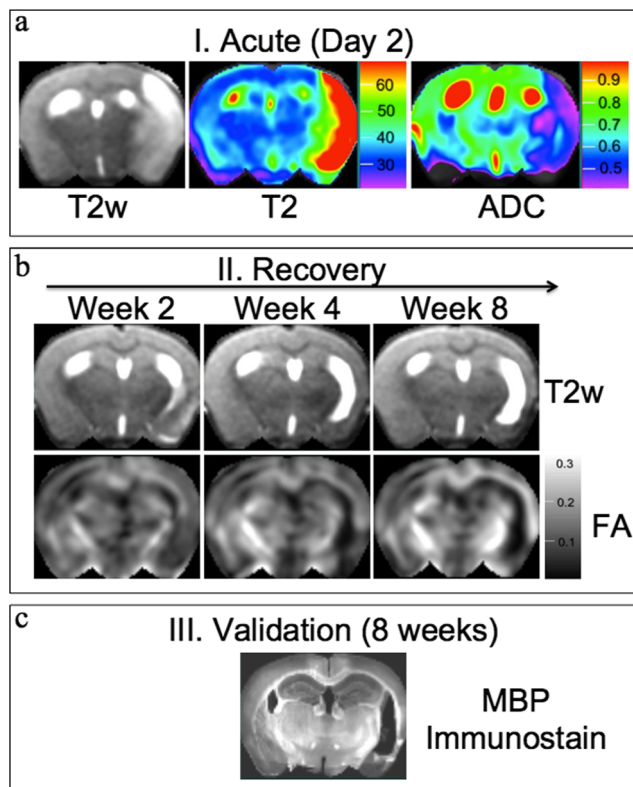 a
I. Acute (Day 2)
60
50
40
30
0.9
0.8
0.7
0.6
0.5
T2w
T2
ADC
b
II. Recovery
Week 2
Week 4
Week 8
T2w
0.3
0.2
0.1
FA
c
III. Validation (8 weeks)
MBP
Immunostain